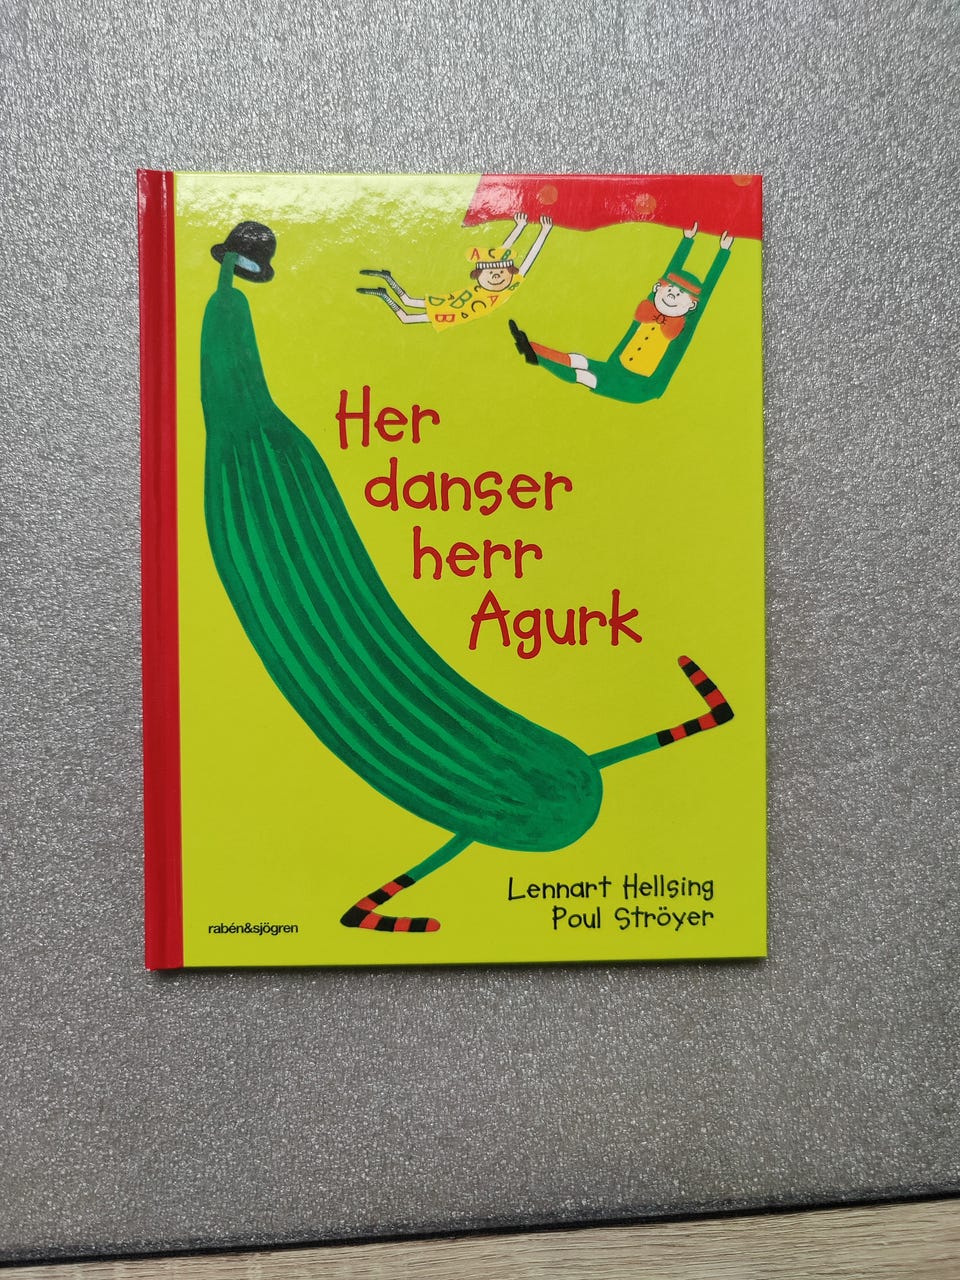 Her
danser
herr
Agurk
Lennart Hellsing
Poul Ströyer
rabén&sjögren